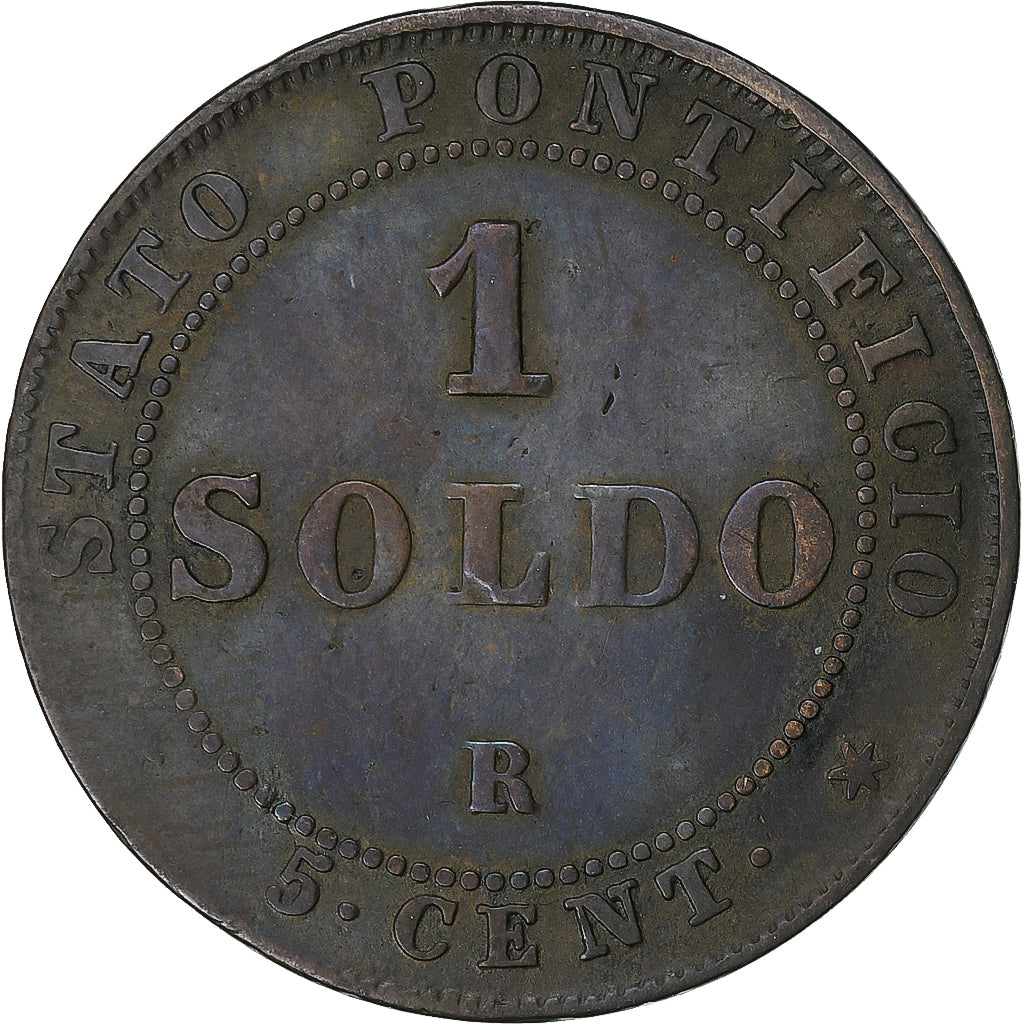 STATO PONTIFICIO
1
SOLDO
R
5· CENT·